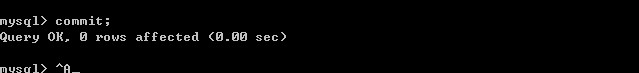 mysql> commit;
Query OK, 0 rows affected (0.00 sec)
mysql> ^A_